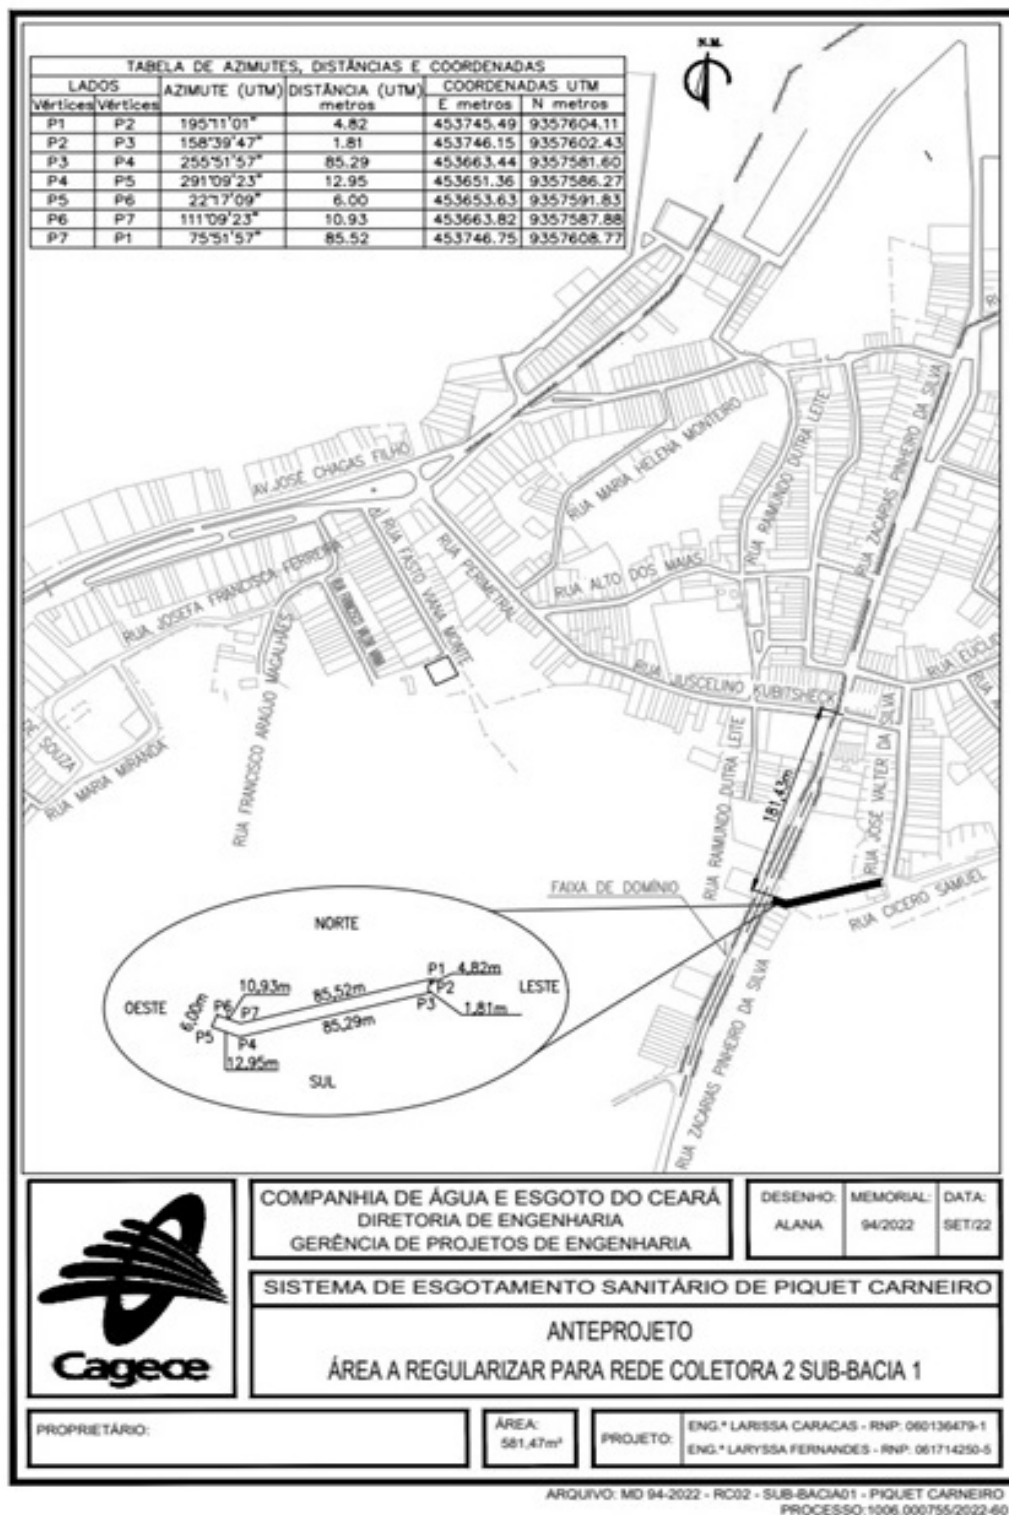 N.M.
TABELA DE AZIMUTES, DISTÂNCIAS E COORDENADAS
LADOS AZIMUTE (UTM) DISTÂNCIA (UTM) metros COORDENADAS UTM
Vértices Vértices E metros N metros
P1 P2 195°11'01" 4.82 453745.49 9357604.11
P2 P3 158°39'47" 1.81 453746.15 9357602.43
P3 P4 255°51'57" 85.29 453663.44 9357581.60
P4 P5 291°09'23" 12.95 453651.36 9357586.27
P5 P6 22°17'09" 6.00 453653.63 9357591.83
P6 P7 111°09'23" 10.93 453663.82 9357587.88
P7 P1 75°51'57" 85.52 453746.75 9357608.77
AV.JOSÉ CHAGAS FILHO
RUA MARIA HELENA MONTEIRO
RUA RAIMUNDO DUTRA LEITE
RUA ZACARIAS PINHEIRO DA SILVA
RUA JOSEFA FRANCISCA FERREIRA
RUA FASTO VIANA MONTE
RUA PERIMETRAL
RUA ALTO DOS MAIAS
RUA FRANCISCO ARAÚJO MAGALHÃES
RUA JUSCELINO KUBITSHECK
RUA EUCLID
DE SOUZA
RUA MARIA MIRANDA
RUA RAIMUNDO DUTRA LEITE
181,43m
RUA JOSÉ VALTER DA SILVA
FAIXA DE DOMÍNIO
RUA CICERO SAMUEL
RUA ZACARIAS PINHEIRO DA SILVA
NORTE
OESTE
LESTE
SUL
P1 4,82m
P2
P3 1,81m
85,52m
85,29m
10,93m
6,00m
P6
P7
P5
P4
12,95m
Cagece
COMPANHIA DE ÁGUA E ESGOTO DO CEARÁ
DIRETORIA DE ENGENHARIA
GERÊNCIA DE PROJETOS DE ENGENHARIA
DESENHO: MEMORIAL: DATA:
ALANA 94/2022 SET/22
SISTEMA DE ESGOTAMENTO SANITÁRIO DE PIQUET CARNEIRO
ANTEPROJETO
ÁREA A REGULARIZAR PARA REDE COLETORA 2 SUB-BACIA 1
PROPRIETÁRIO:
ÁREA:
581,47m²
PROJETO:
ENG.ª LARISSA CARACAS - RNP: 060136479-1
ENG.ª LARYSSA FERNANDES - RNP: 061714250-5
ARQUIVO: MD 94-2022 - RC02 - SUB-BACIA01 - PIQUET CARNEIRO
PROCESSO:1006.000755/2022-60